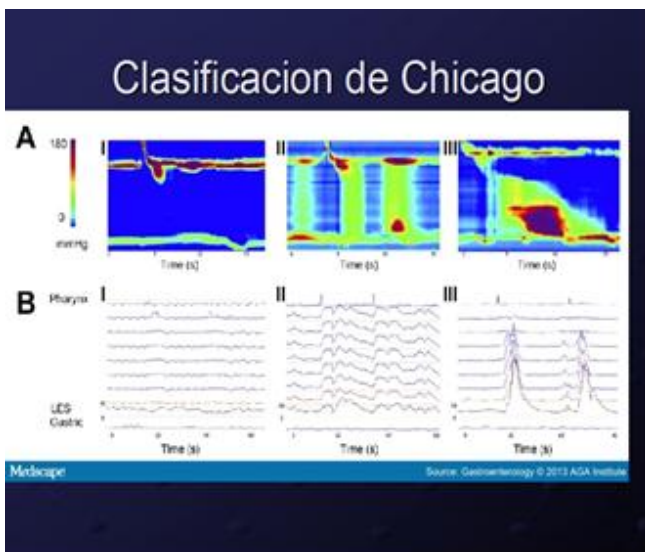 Clasificacion de Chicago
A
180
0
mmHg
I
II
III
Time (s)
Time (s)
Time (s)
B
Pharynx
LES
Gastric
I
II
III
Time (s)
Time (s)
Time (s)
Medscape
Source: Gastroenterology © 2013 AGA Institute